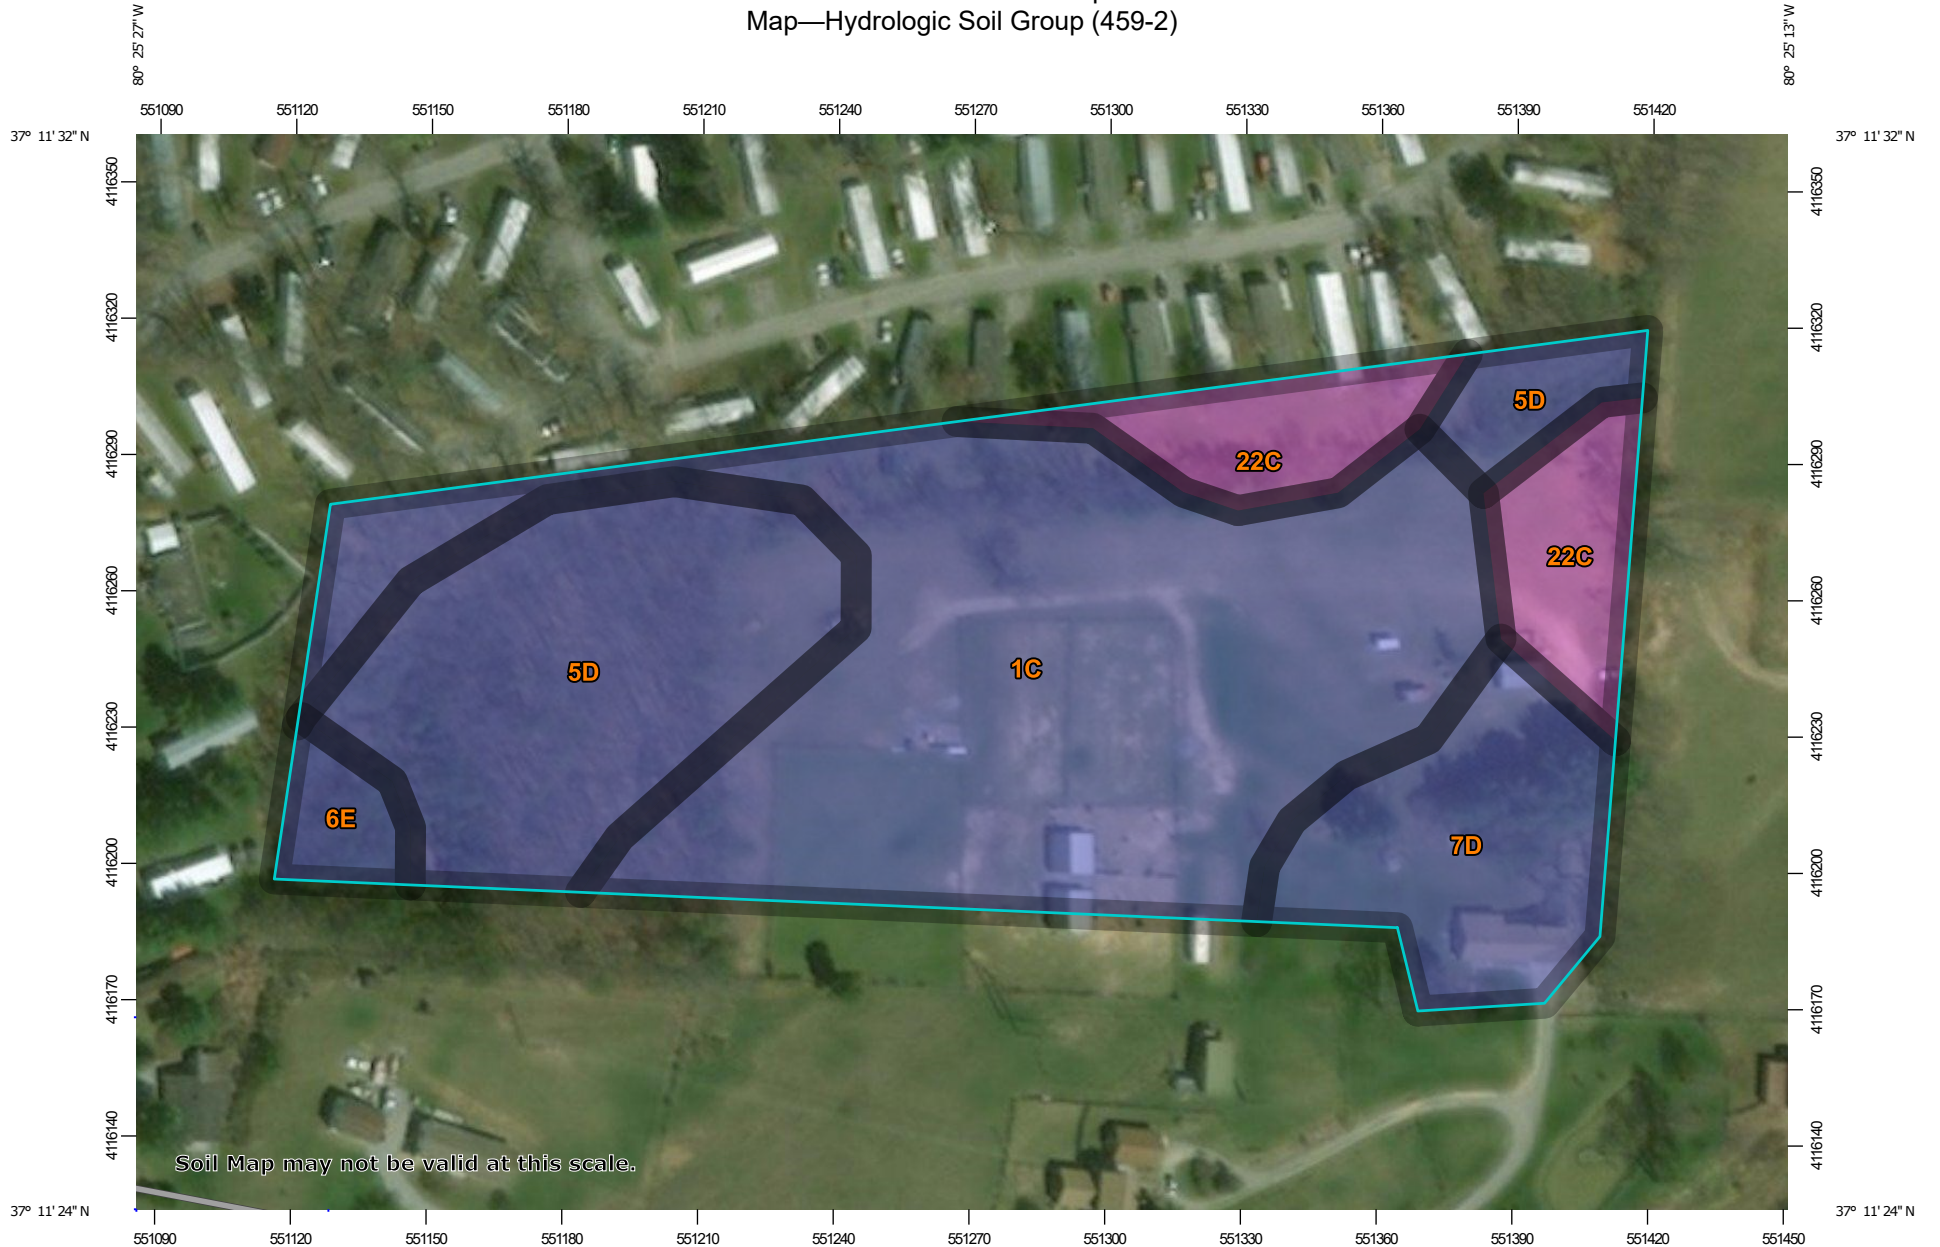 Map—Hydrologic Soil Group (459-2)
80° 25' 27" W
80° 25' 13" W
551090 551120 551150 551180 551210 551240 551270 551300 551330 551360 551390 551420
37° 11' 32" N
37° 11' 32" N
4116350
4116350
4116320
4116320
5D
4116290
4116290
22C
22C
4116260
4116260
5D
1C
4116230
4116230
6E
7D
4116200
4116200
4116170
4116170
4116140
4116140
Soil Map may not be valid at this scale.
37° 11' 24" N
37° 11' 24" N
551090 551120 551150 551180 551210 551240 551270 551300 551330 551360 551390 551420 551450